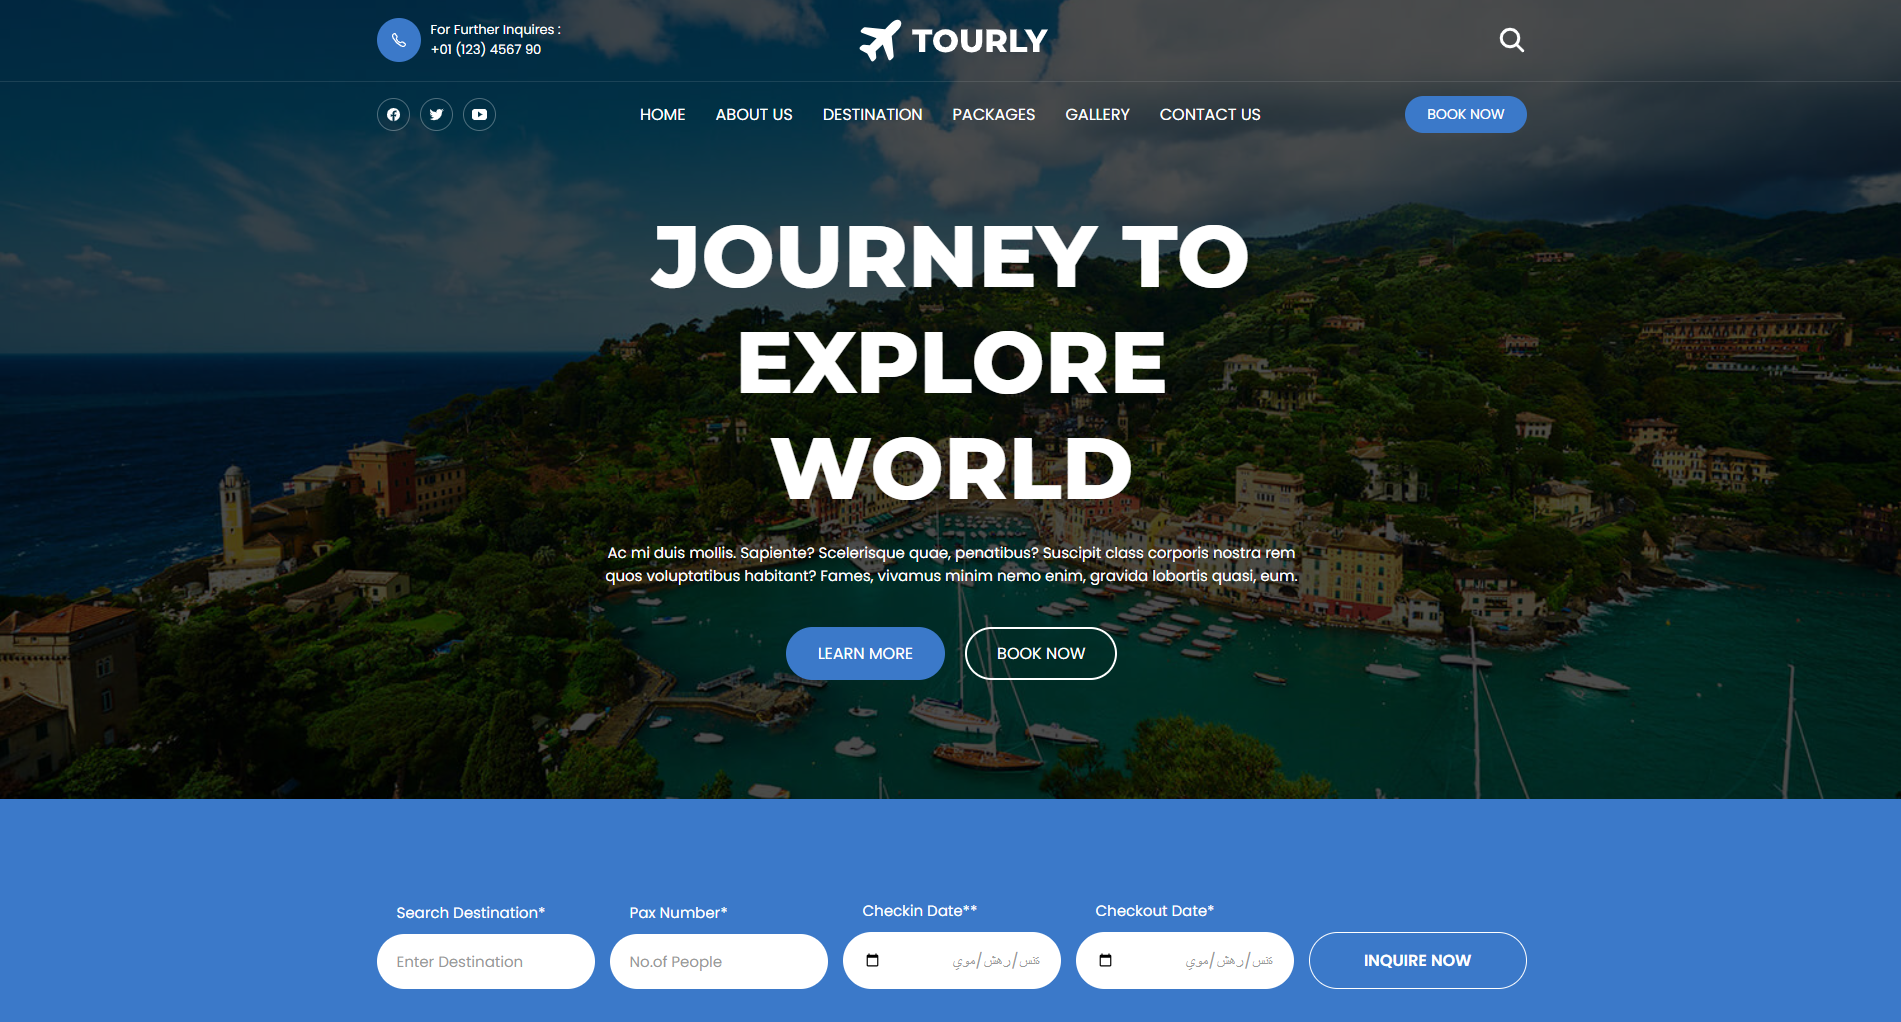 For Further Inquires :
+01 (123) 4567 90
TOURLY
HOME ABOUT US DESTINATION PACKAGES GALLERY CONTACT US
BOOK NOW
JOURNEY TO
EXPLORE
WORLD
Ac mi duis mollis. Sapiente? Scelerisque quae, penatibus? Suscipit class corporis nostra rem
quos voluptatibus habitant? Fames, vivamus minim nemo enim, gravida lobortis quasi, eum.
LEARN MORE BOOK NOW
Search Destination* Pax Number* Checkin Date** Checkout Date*
Enter Destination No.of People سنة/شهر/يوم سنة/شهر/يوم INQUIRE NOW